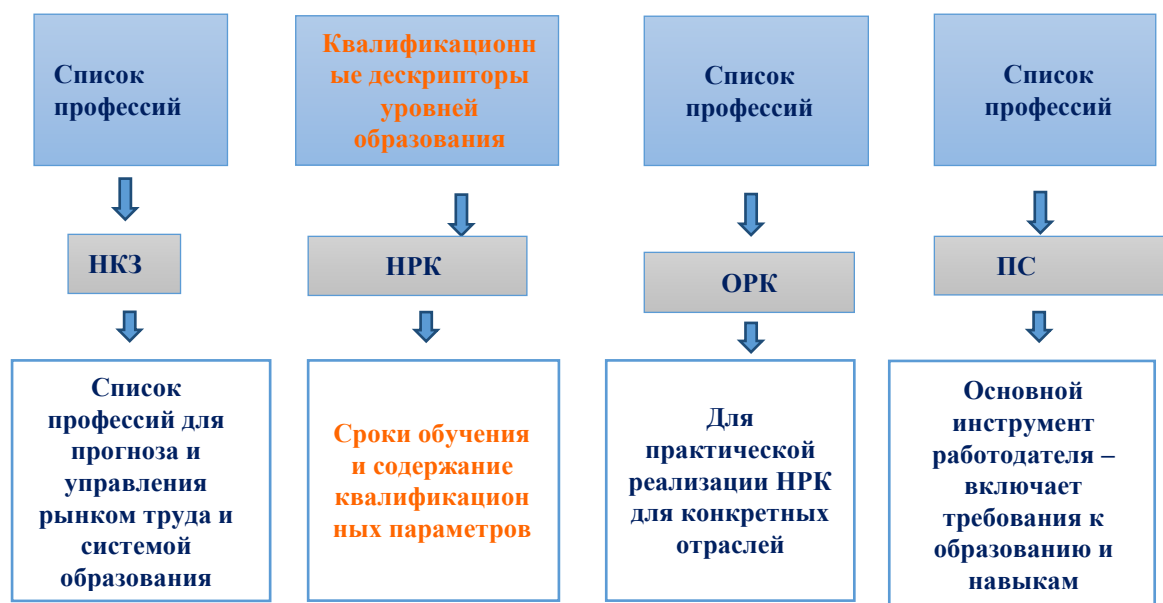 Список
профессий
Квалификационн
ые дескрипторы
уровней
образования
Список
профессий
Список
профессий
НКЗ
НРК
ОРК
ПС
Список
профессий для
прогноза и
управления
рынком труда и
системой
образования
Сроки обучения
и содержание
квалификацион
ных параметров
Для
практической
реализации НРК
для конкретных
отраслей
Основной
инструмент
работодателя –
включает
требования к
образованию и
навыкам